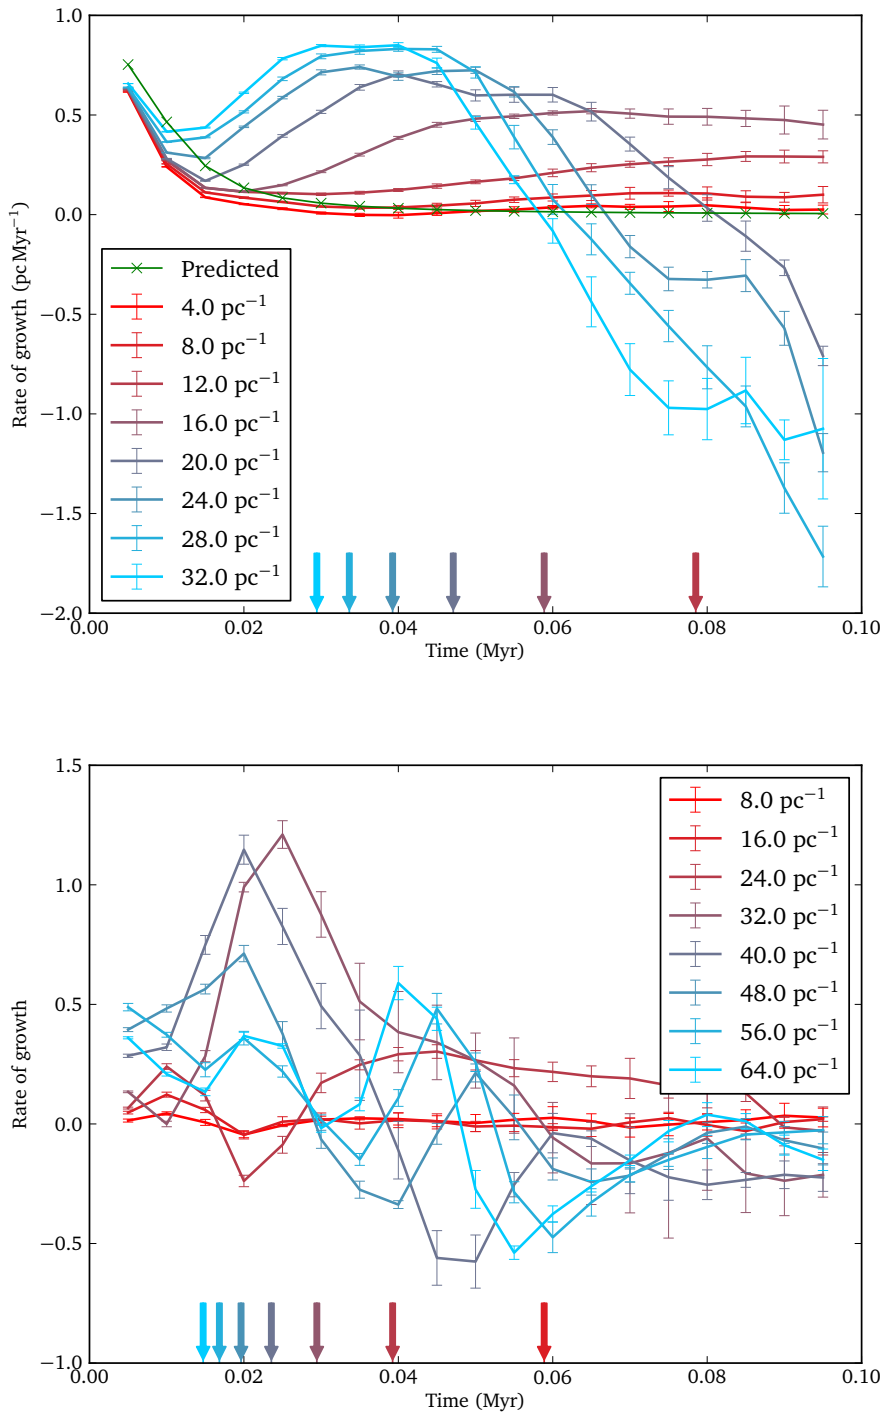 1.0
0.5
0.0
−0.5
−1.0
−1.5
−2.0
Rate of growth (pc Myr⁻¹)
Predicted
4.0 pc⁻¹
8.0 pc⁻¹
12.0 pc⁻¹
16.0 pc⁻¹
20.0 pc⁻¹
24.0 pc⁻¹
28.0 pc⁻¹
32.0 pc⁻¹
0.00 0.02 0.04 0.06 0.08 0.10
Time (Myr)
1.5
1.0
0.5
0.0
−0.5
−1.0
Rate of growth
8.0 pc⁻¹
16.0 pc⁻¹
24.0 pc⁻¹
32.0 pc⁻¹
40.0 pc⁻¹
48.0 pc⁻¹
56.0 pc⁻¹
64.0 pc⁻¹
0.00 0.02 0.04 0.06 0.08 0.10
Time (Myr)